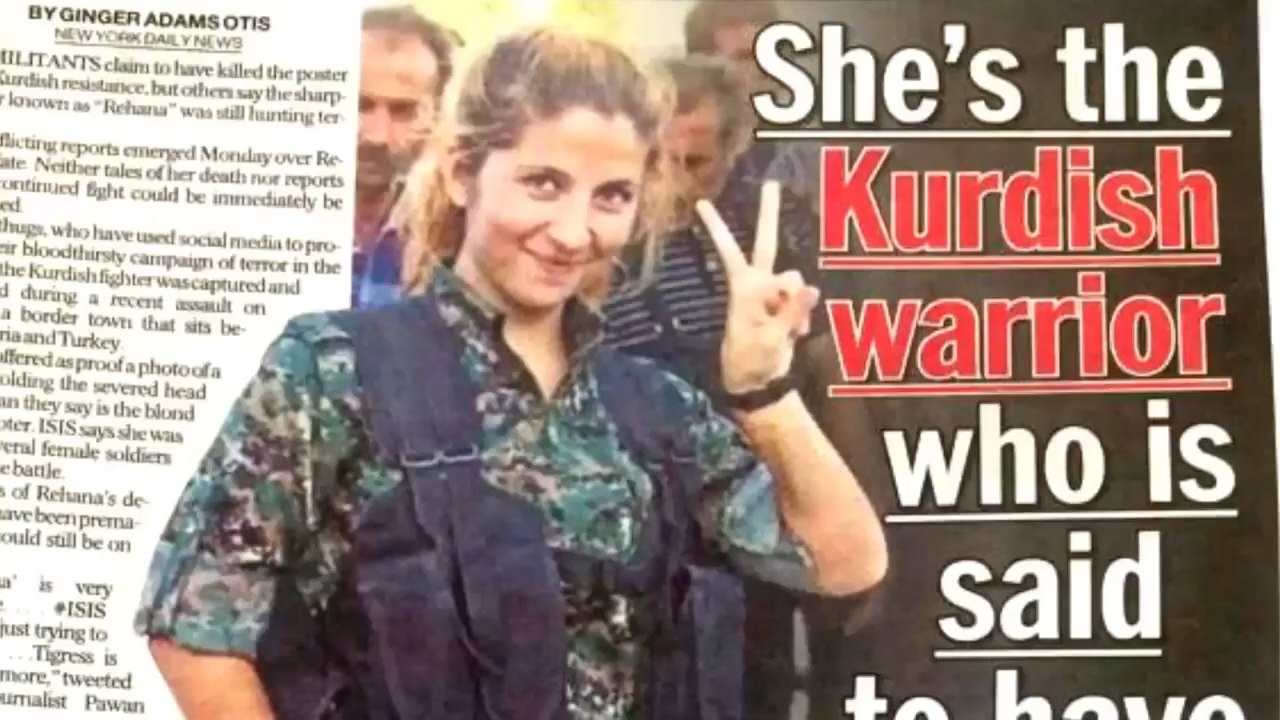 BY GINGER ADAMS OTIS
NEW YORK DAILY NEWS
MILITANTS claim to have killed the poster
Kurdish resistance, but others say the sharp-
r known as "Rehana" was still hunting ter-
flicting reports emerged Monday over Re-
ate. Neither tales of her death nor reports
continued fight could be immediately be
ed.
thugs, who have used social media to pro-
eir bloodthirsty campaign of terror in the
the Kurdish fighter was captured and
d during a recent assault on
a border town that sits be-
ria and Turkey.
offered as proof a photo of a
olding the severed head
an they say is the blond
oter. ISIS says she was
veral female soldiers
e battle.
s of Rehana's de-
ave been prema-
ould still be on
a' is very
e.... #ISIS
just trying to
...Tigress is
more," tweeted
urnalist Pawan
She's the
Kurdish
warrior
who is
said
to have